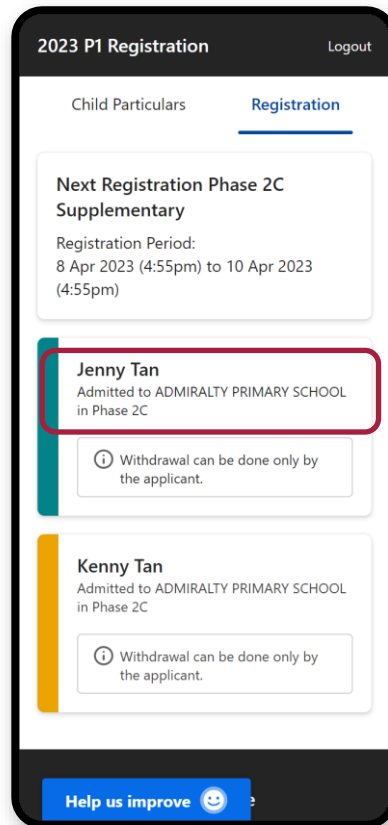 2023 P1 Registration Logout
Child Particulars Registration
Next Registration Phase 2C
Supplementary
Registration Period:
8 Apr 2023 (4:55pm) to 10 Apr 2023
(4:55pm)
Jenny Tan
Admitted to ADMIRALTY PRIMARY SCHOOL
in Phase 2C
Withdrawal can be done only by
the applicant.
Kenny Tan
Admitted to ADMIRALTY PRIMARY SCHOOL
in Phase 2C
Withdrawal can be done only by
the applicant.
Help us improve